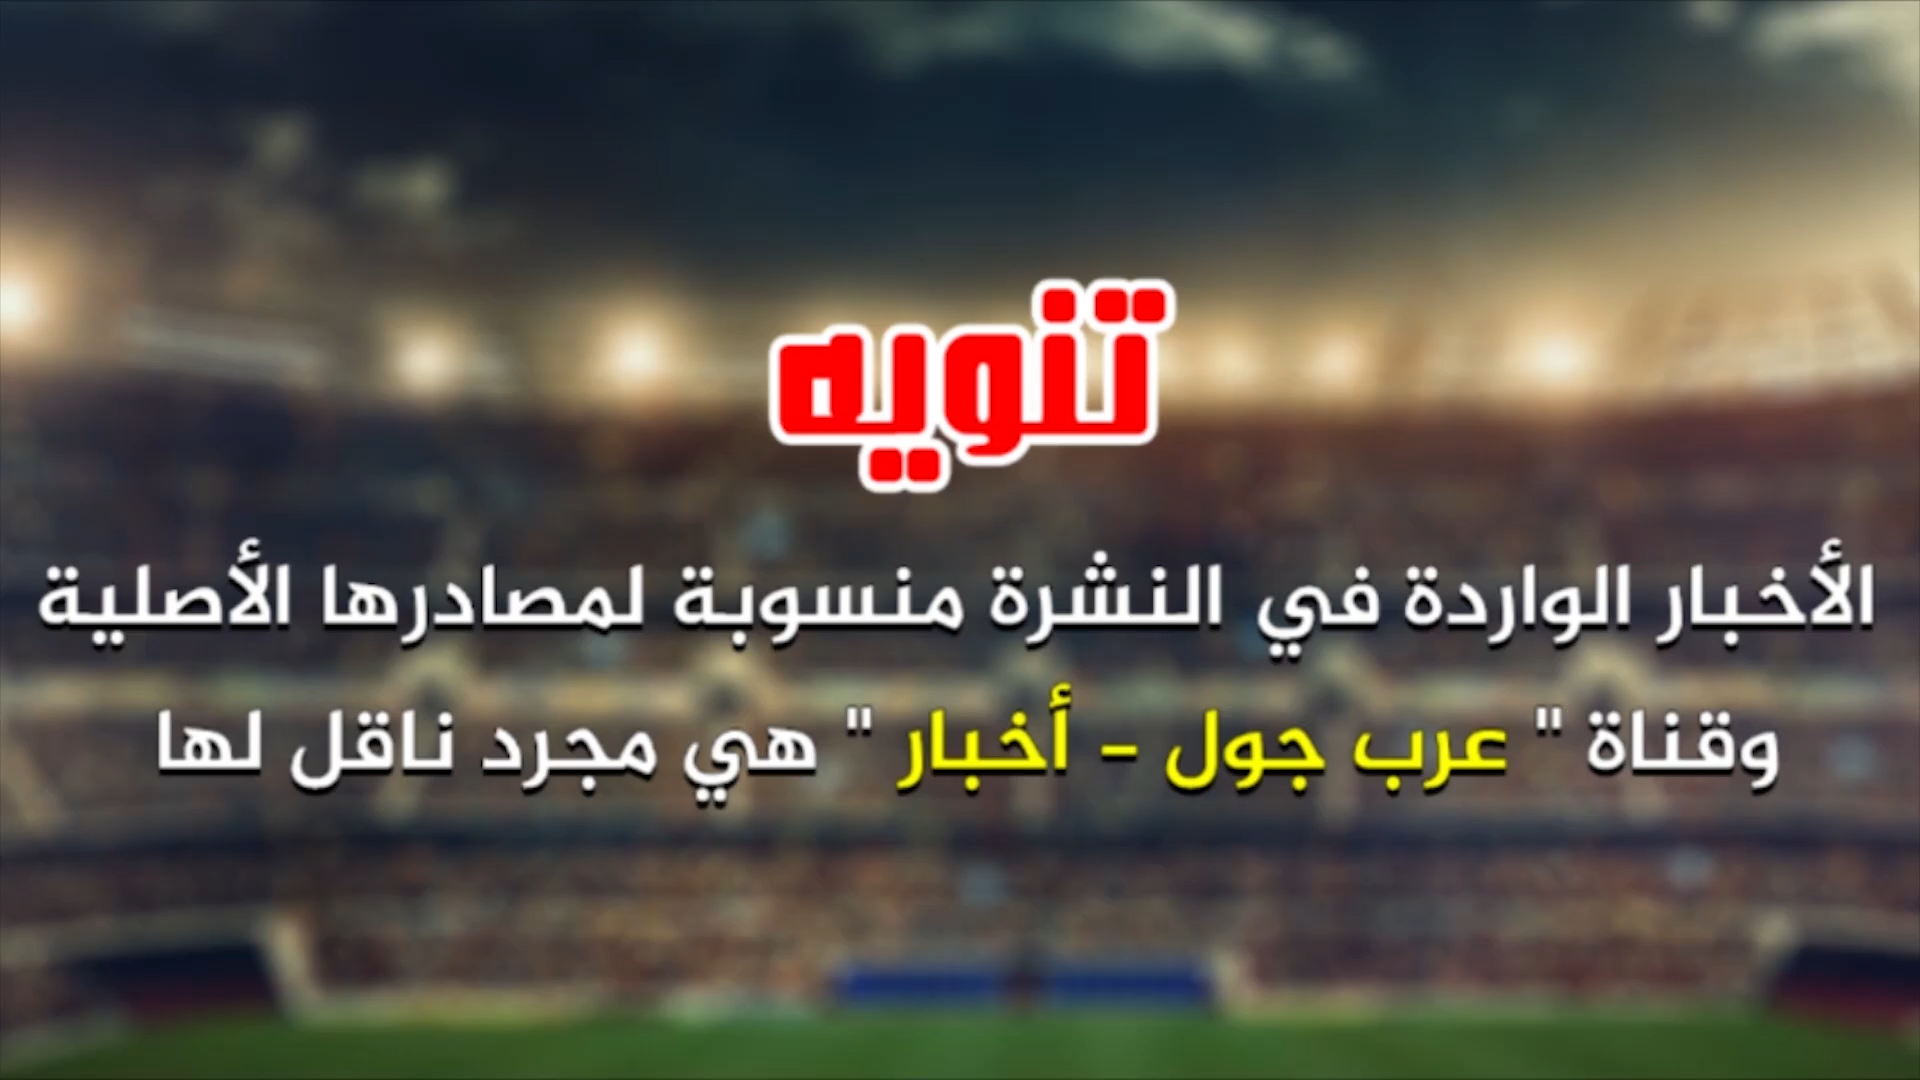 تنويه
الأخبار الواردة في النشرة منسوبة لمصادرها الأصلية
وقناة " عرب جول - أخبار " هي مجرد ناقل لها